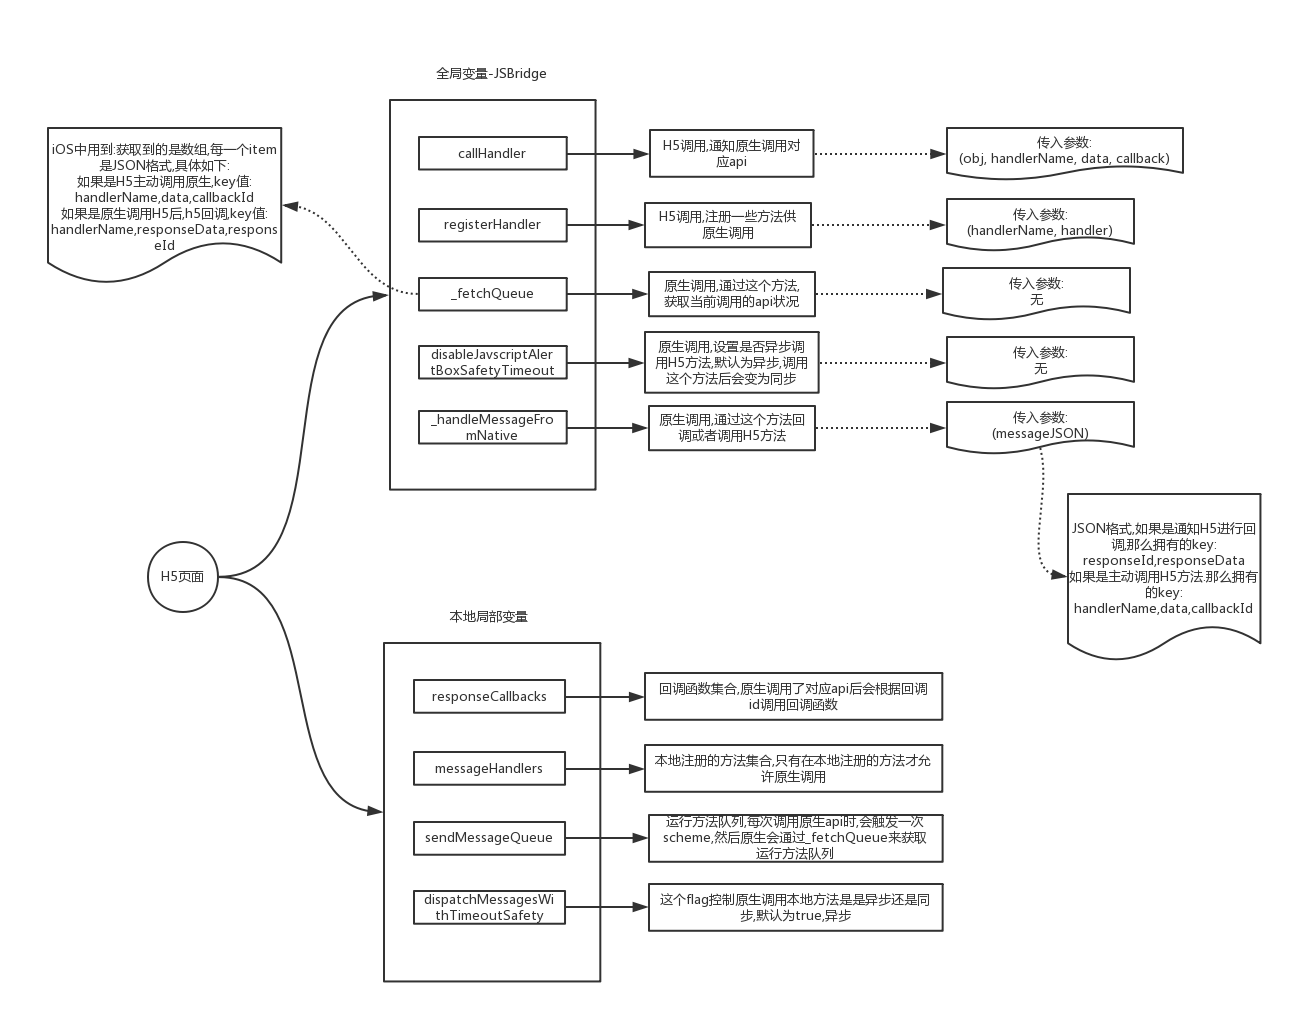 全局变量-JSBridge
iOS中用到:获取到的是数组,每一个item
是JSON格式,具体如下:
如果是H5主动调用原生,key值:
handlerName,data,callbackId
如果是原生调用H5后,h5回调,key值:
handlerName,responseData,respons
eId
callHandler
H5调用,通知原生调用对
应api
传入参数:
(obj, handlerName, data, callback)
registerHandler
H5调用,注册一些方法供
原生调用
传入参数:
(handlerName, handler)
_fetchQueue
原生调用,通过这个方法,
获取当前调用的api状况
传入参数:
无
disableJavscriptAler
tBoxSafetyTimeout
原生调用,设置是否异步调
用H5方法,默认为异步,调用
这个方法后会变为同步
传入参数:
无
_handleMessageFro
mNative
原生调用,通过这个方法回
调或者调用H5方法
传入参数:
(messageJSON)
JSON格式,如果是通知H5进行回
调,那么拥有的key:
responseId,responseData
如果是主动调用H5方法.那么拥有
的key:
handlerName,data,callbackId
H5页面
本地局部变量
responseCallbacks
回调函数集合,原生调用了对应api后会根据回调
id调用回调函数
messageHandlers
本地注册的方法集合,只有在本地注册的方法才允
许原生调用
sendMessageQueue
运行方法队列,每次调用原生api时,会触发一次
scheme,然后原生会通过_fetchQueue来获取
运行方法队列
dispatchMessagesWi
thTimeoutSafety
这个flag控制原生调用本地方法是是异步还是同
步,默认为true,异步